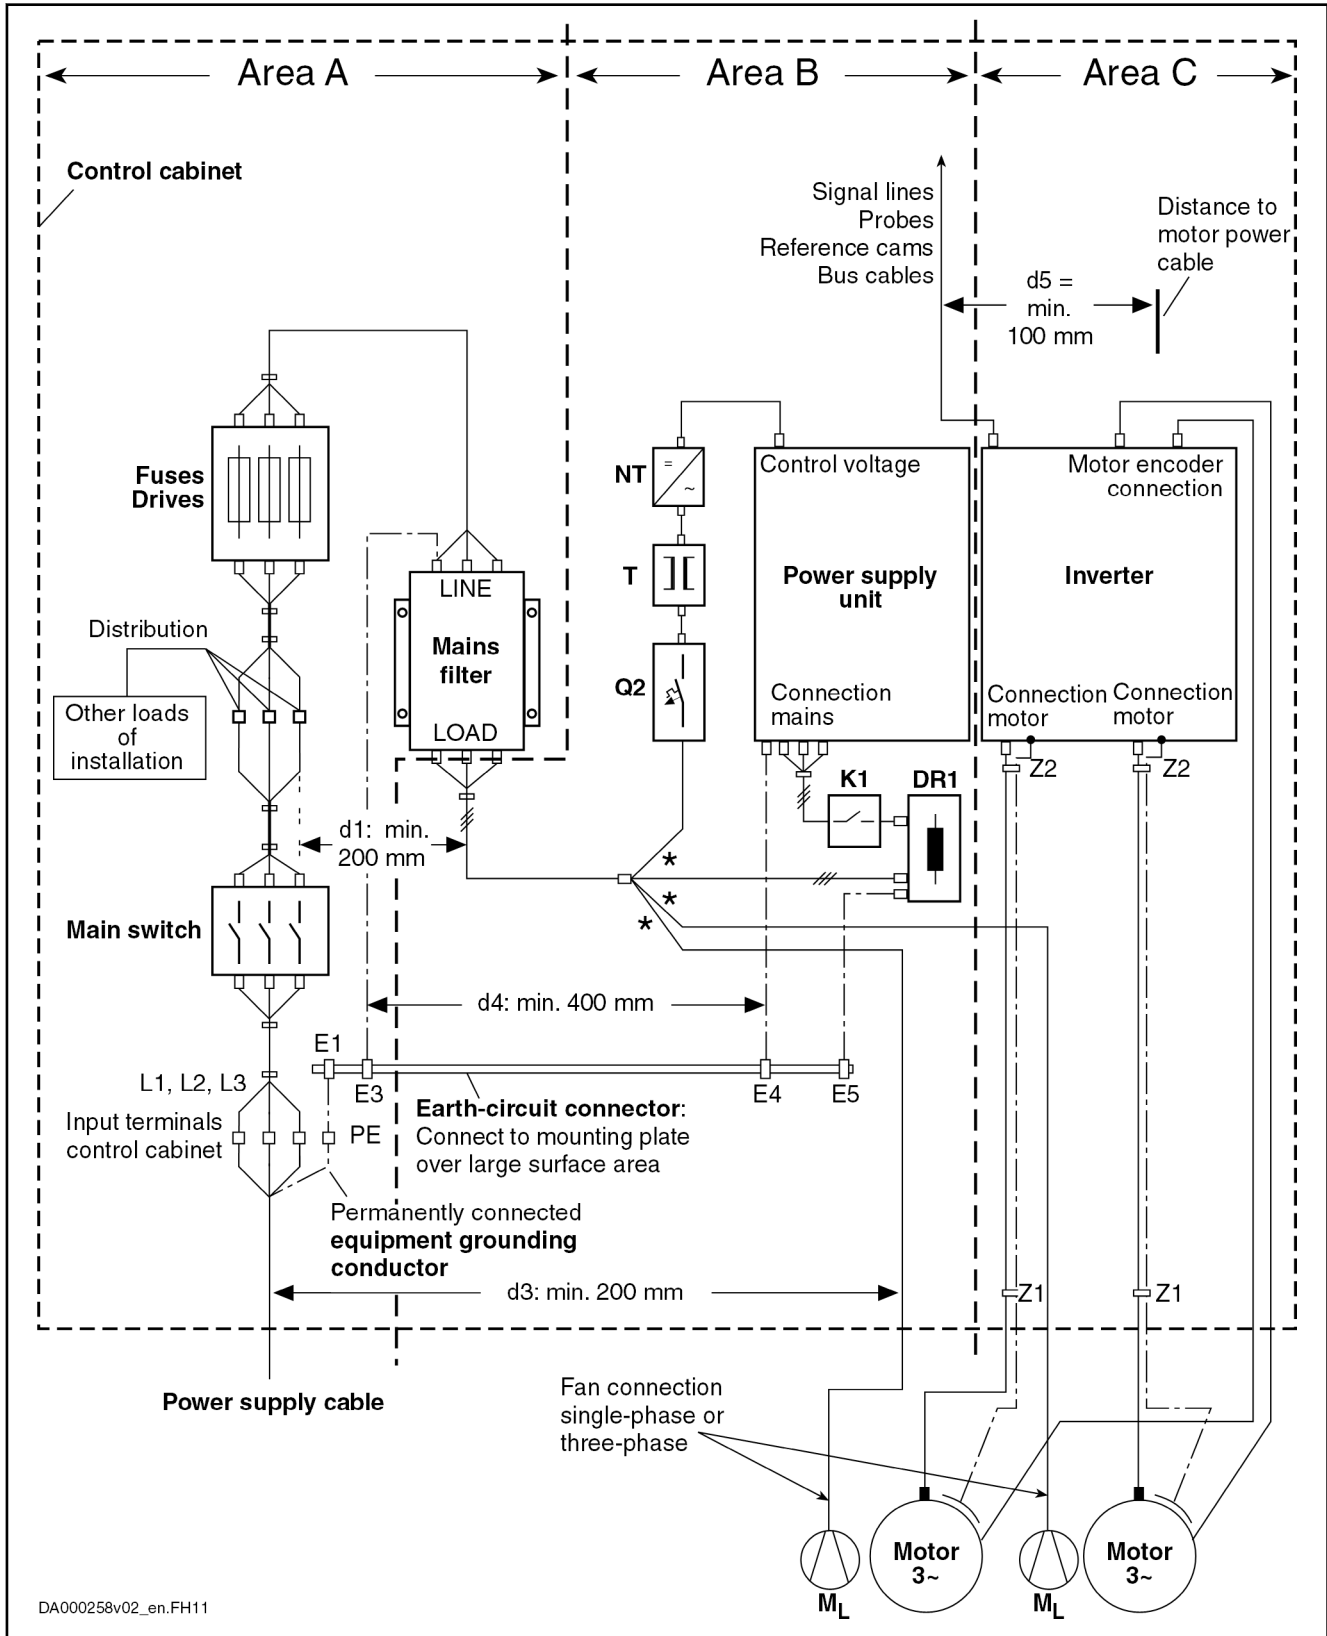 Area A
Area B
Area C
Control cabinet
Signal lines
Probes
Reference cams
Bus cables
Distance to
motor power
cable
d5 =
min.
100 mm
Fuses
Drives
NT
=
~
Control voltage
Motor encoder
connection
LINE
T
Power supply
unit
Inverter
Distribution
Mains
filter
Q2
Other loads
of
installation
LOAD
Connection
mains
Connection
motor
Connection
motor
Z2
Z2
K1
DR1
d1: min.
200 mm
*
*
*
Main switch
d4: min. 400 mm
E1
L1, L2, L3
E3
E4
E5
Earth-circuit connector:
Connect to mounting plate
over large surface area
Input terminals
control cabinet
PE
Permanently connected
equipment grounding
conductor
d3: min. 200 mm
Z1
Z1
Power supply cable
Fan connection
single-phase or
three-phase
Motor
3~
Motor
3~
ML
ML
DA000258v02_en.FH11